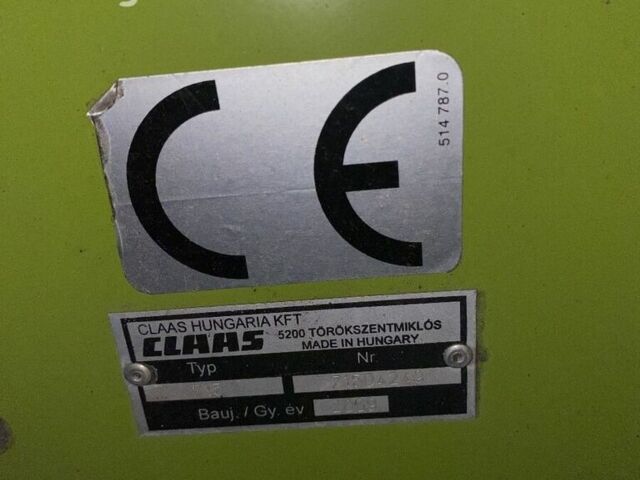 CE
514 787.0
CLAAS HUNGARIA KFT
CLAAS 5200 TÖRÖKSZENTMIKLÓS
MADE IN HUNGARY
Typ Nr
Bauj. / Gy. év